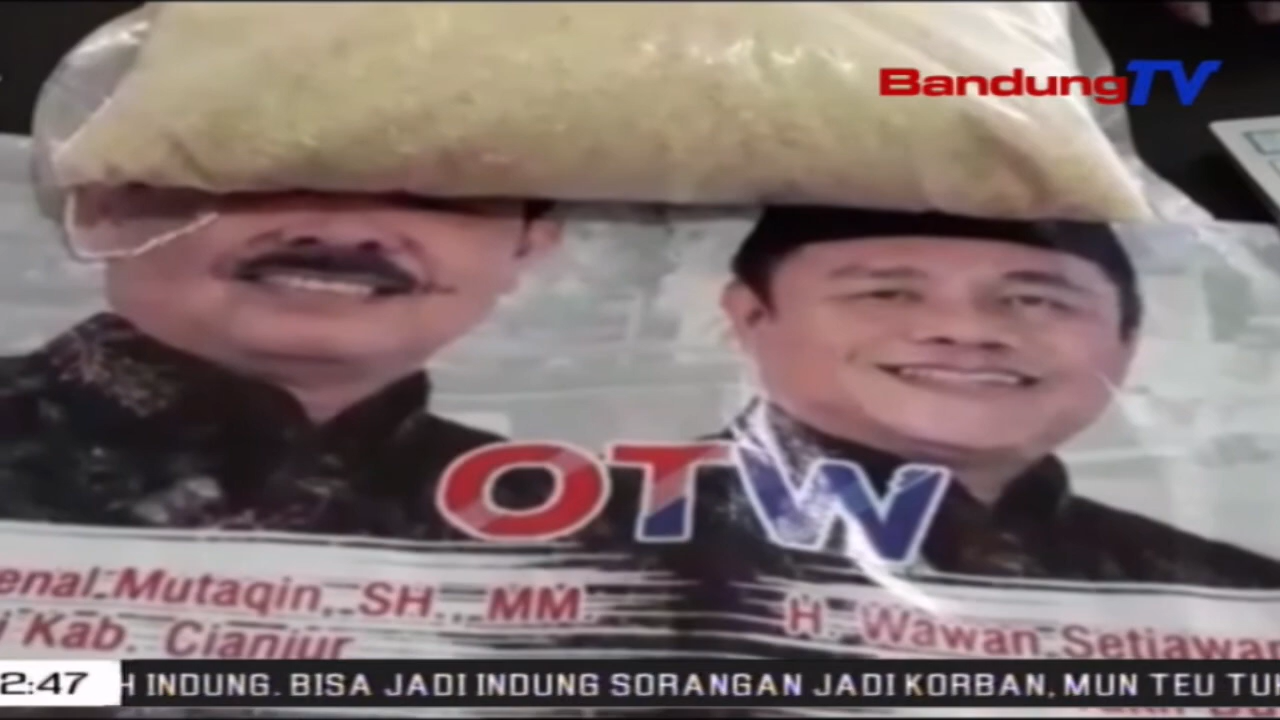 BandungTV
OTW
enal Mutaqin, SH., MM.
i Kab. Cianjur
H. Wawan Setiawan
2:47
H INDUNG. BISA JADI INDUNG SORANGAN JADI KORBAN, MUN TEU TUH